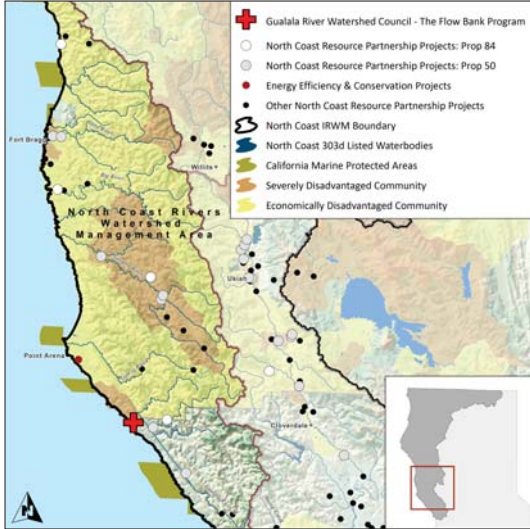 Gualala River Watershed Council - The Flow Bank Program
North Coast Resource Partnership Projects: Prop 84
North Coast Resource Partnership Projects: Prop 50
Energy Efficiency & Conservation Projects
Other North Coast Resource Partnership Projects
North Coast IRWM Boundary
North Coast 303d Listed Waterbodies
California Marine Protected Areas
Severely Disadvantaged Community
Economically Disadvantaged Community
Fort Bragg
Willits
North Coast Rivers
Watershed
Management Area
Ukiah
Point Arena
Cloverdale
N